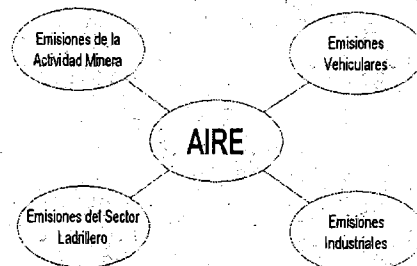 Emisiones de la
Actividad Minera
Emisiones
Vehiculares
AIRE
Emisiones del Sector
Ladrillero
Emisiones
Industriales